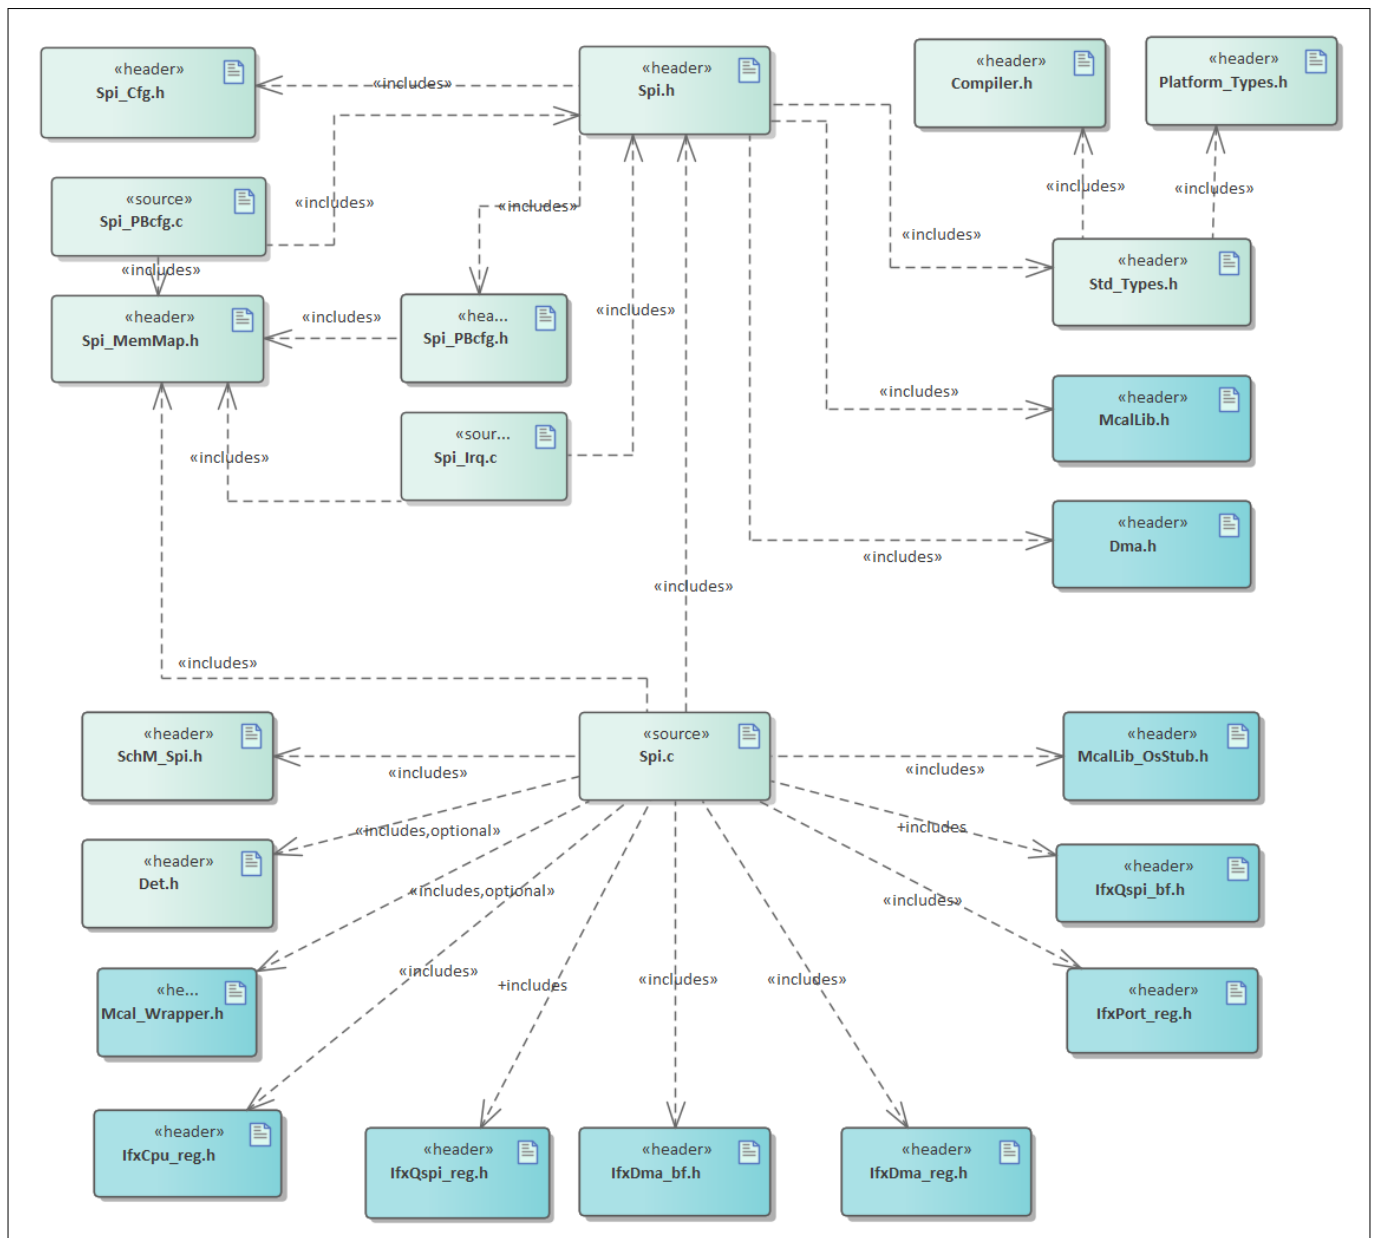 «header»
Spi_Cfg.h
«includes»
«header»
Spi.h
«header»
Compiler.h
«header»
Platform_Types.h
«source»
Spi_PBcfg.c
«includes»
«includes»
«includes»
«includes»
«includes»
«includes»
«header»
Std_Types.h
«header»
Spi_MemMap.h
«includes»
«hea...
Spi_PBcfg.h
«includes»
«includes»
«header»
McalLib.h
«sour...
Spi_Irq.c
«includes»
«header»
Dma.h
«includes»
«includes»
«includes»
«header»
SchM_Spi.h
«includes»
«source»
Spi.c
«includes»
«header»
McalLib_OsStub.h
«includes,optional»
+includes
«header»
Det.h
«header»
IfxQspi_bf.h
«includes,optional»
«includes»
«includes»
+includes
«includes»
«includes»
«he...
Mcal_Wrapper.h
«header»
IfxPort_reg.h
«header»
IfxCpu_reg.h
«header»
IfxQspi_reg.h
«header»
IfxDma_bf.h
«header»
IfxDma_reg.h